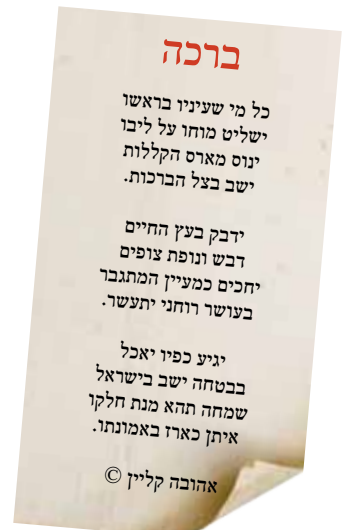 ברכה
כל מי שעיניו בראשו
ישליט מוחו על ליבו
ינוס מארס הקללות
ישב בצל הברכות.
ידבק בעץ החיים
דבש ונופת צופים
יחכים כמעיין המתגבר
בעושר רוחני יתעשר.
יגיע כפיו יאכל
בבטחה ישב בישראל
שמחה תהא מנת חלקו
איתן כארז באמונתו.
אהובה קליין ©